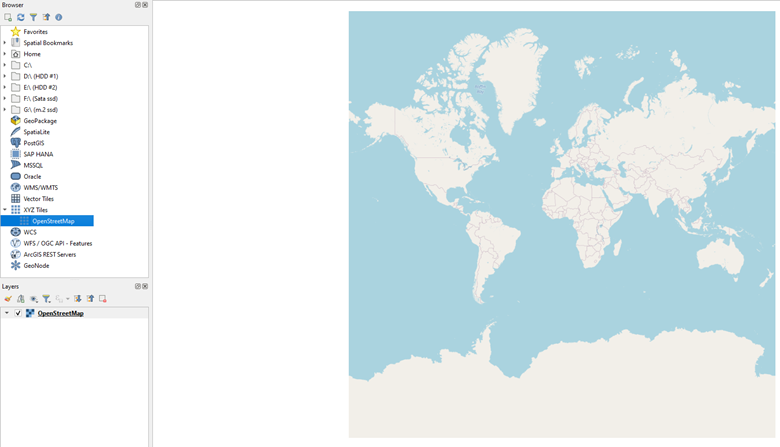 Browser
Favorites
Spatial Bookmarks
Home
C:\
D:\ (HDD #1)
E:\ (HDD #2)
F:\ (Sata ssd)
G:\ (m.2 ssd)
GeoPackage
SpatiaLite
PostGIS
SAP HANA
MSSQL
Oracle
WMS/WMTS
Vector Tiles
XYZ Tiles
OpenStreetMap
WCS
WFS / OGC API - Features
ArcGIS REST Servers
GeoNode
Layers
OpenStreetMap